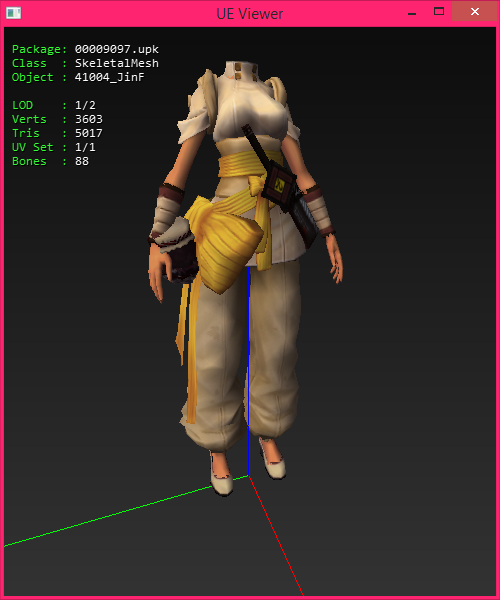 UE Viewer
Package: 00009097.upk
Class : SkeletalMesh
Object : 41004_JinF
LOD : 1/2
Verts : 3603
Tris : 5017
UV Set : 1/1
Bones : 88